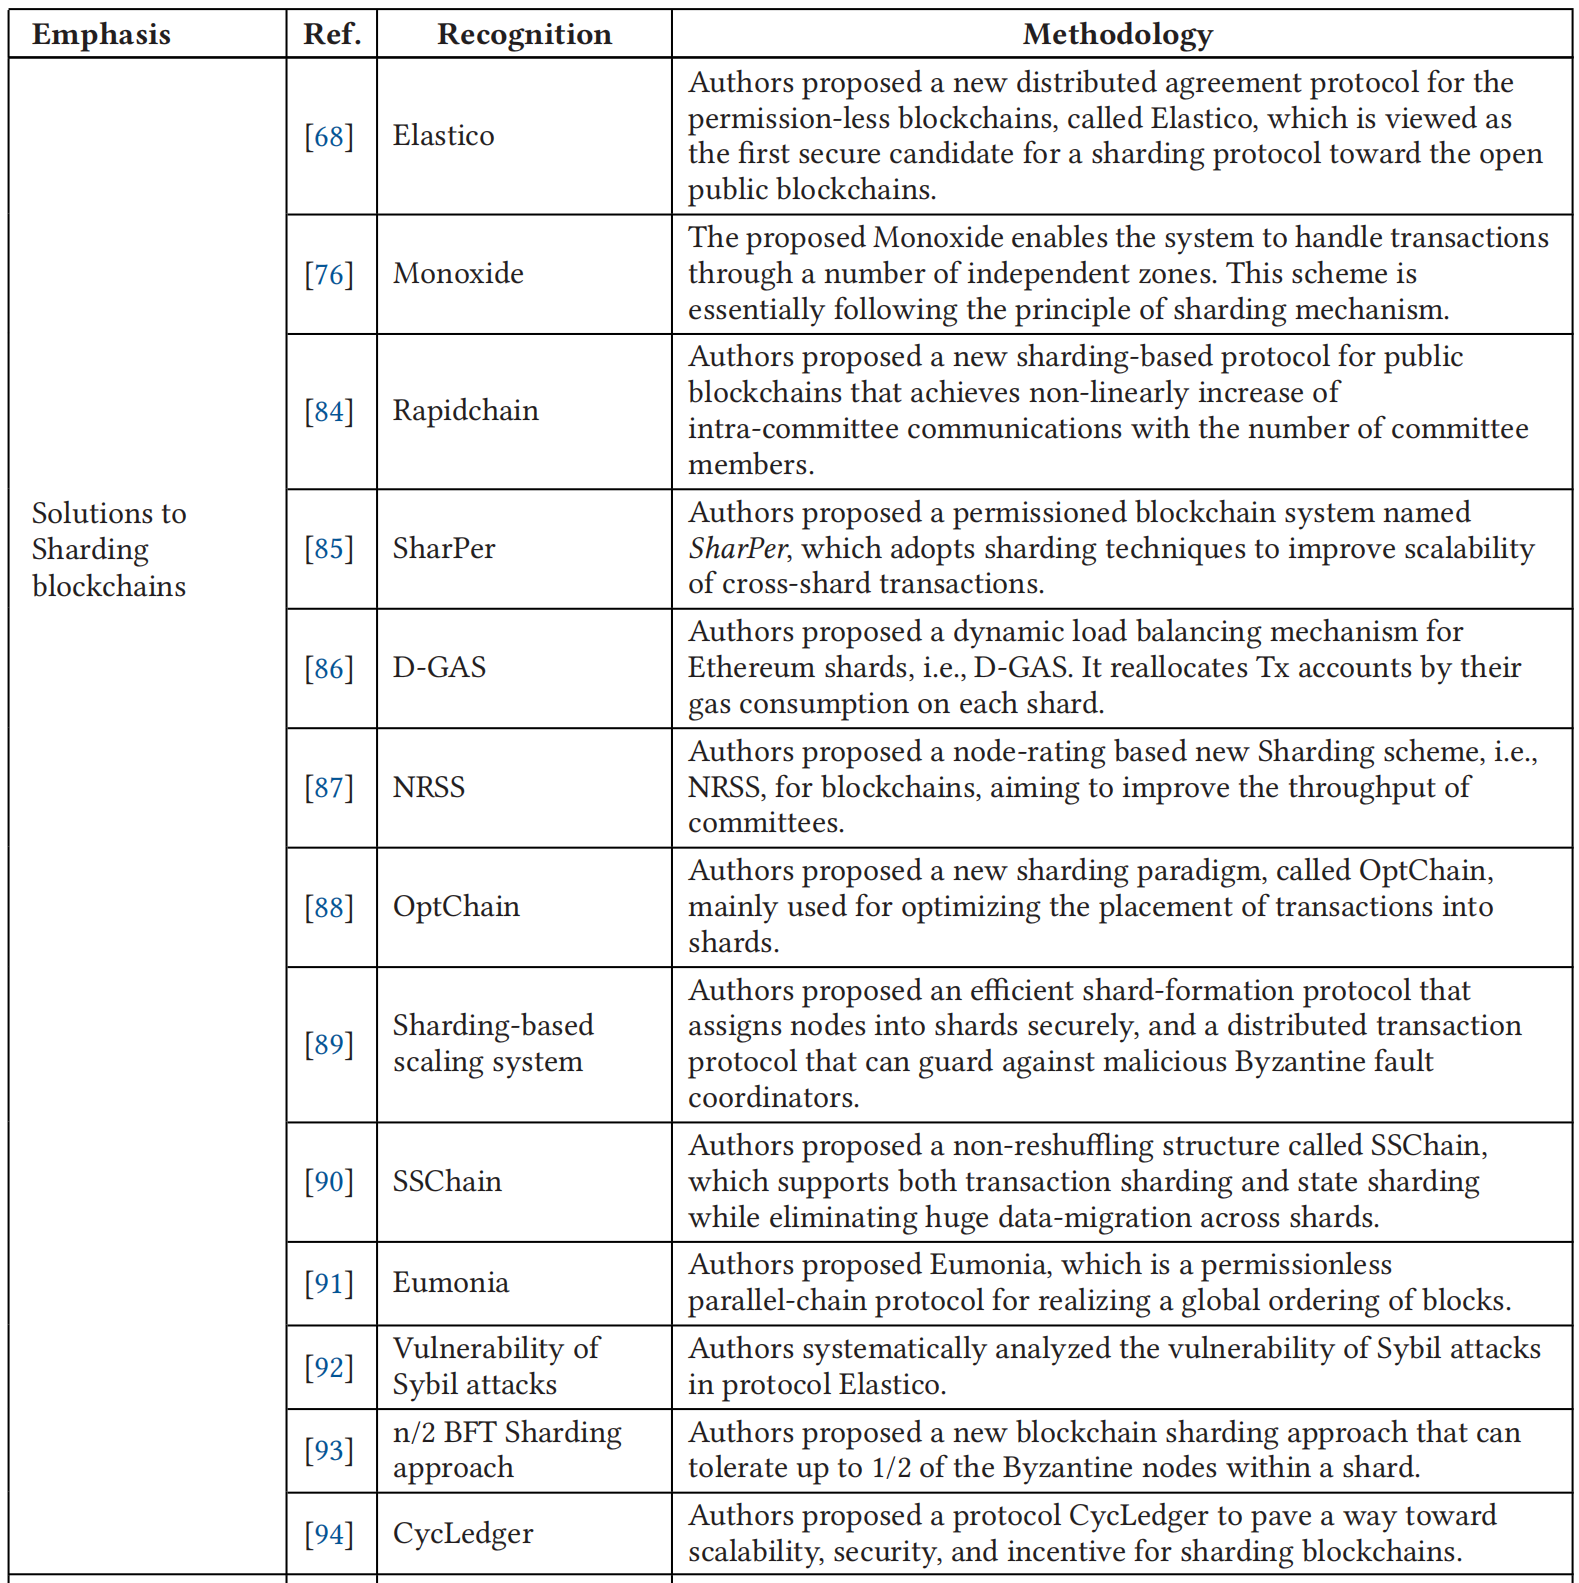 Emphasis Ref. Recognition Methodology
Solutions to
Sharding
blockchains
[68] Elastico
Authors proposed a new distributed agreement protocol for the
permission-less blockchains, called Elastico, which is viewed as
the first secure candidate for a sharding protocol toward the open
public blockchains.
[76] Monoxide
The proposed Monoxide enables the system to handle transactions
through a number of independent zones. This scheme is
essentially following the principle of sharding mechanism.
[84] Rapidchain
Authors proposed a new sharding-based protocol for public
blockchains that achieves non-linearly increase of
intra-committee communications with the number of committee
members.
[85] SharPer
Authors proposed a permissioned blockchain system named
SharPer, which adopts sharding techniques to improve scalability
of cross-shard transactions.
[86] D-GAS
Authors proposed a dynamic load balancing mechanism for
Ethereum shards, i.e., D-GAS. It reallocates Tx accounts by their
gas consumption on each shard.
[87] NRSS
Authors proposed a node-rating based new Sharding scheme, i.e.,
NRSS, for blockchains, aiming to improve the throughput of
committees.
[88] OptChain
Authors proposed a new sharding paradigm, called OptChain,
mainly used for optimizing the placement of transactions into
shards.
[89]
Sharding-based
scaling system
Authors proposed an efficient shard-formation protocol that
assigns nodes into shards securely, and a distributed transaction
protocol that can guard against malicious Byzantine fault
coordinators.
[90] SSChain
Authors proposed a non-reshuffling structure called SSChain,
which supports both transaction sharding and state sharding
while eliminating huge data-migration across shards.
[91] Eumonia
Authors proposed Eumonia, which is a permissionless
parallel-chain protocol for realizing a global ordering of blocks.
[92]
Vulnerability of
Sybil attacks
Authors systematically analyzed the vulnerability of Sybil attacks
in protocol Elastico.
[93]
n/2 BFT Sharding
approach
Authors proposed a new blockchain sharding approach that can
tolerate up to 1/2 of the Byzantine nodes within a shard.
[94] CycLedger
Authors proposed a protocol CycLedger to pave a way toward
scalability, security, and incentive for sharding blockchains.